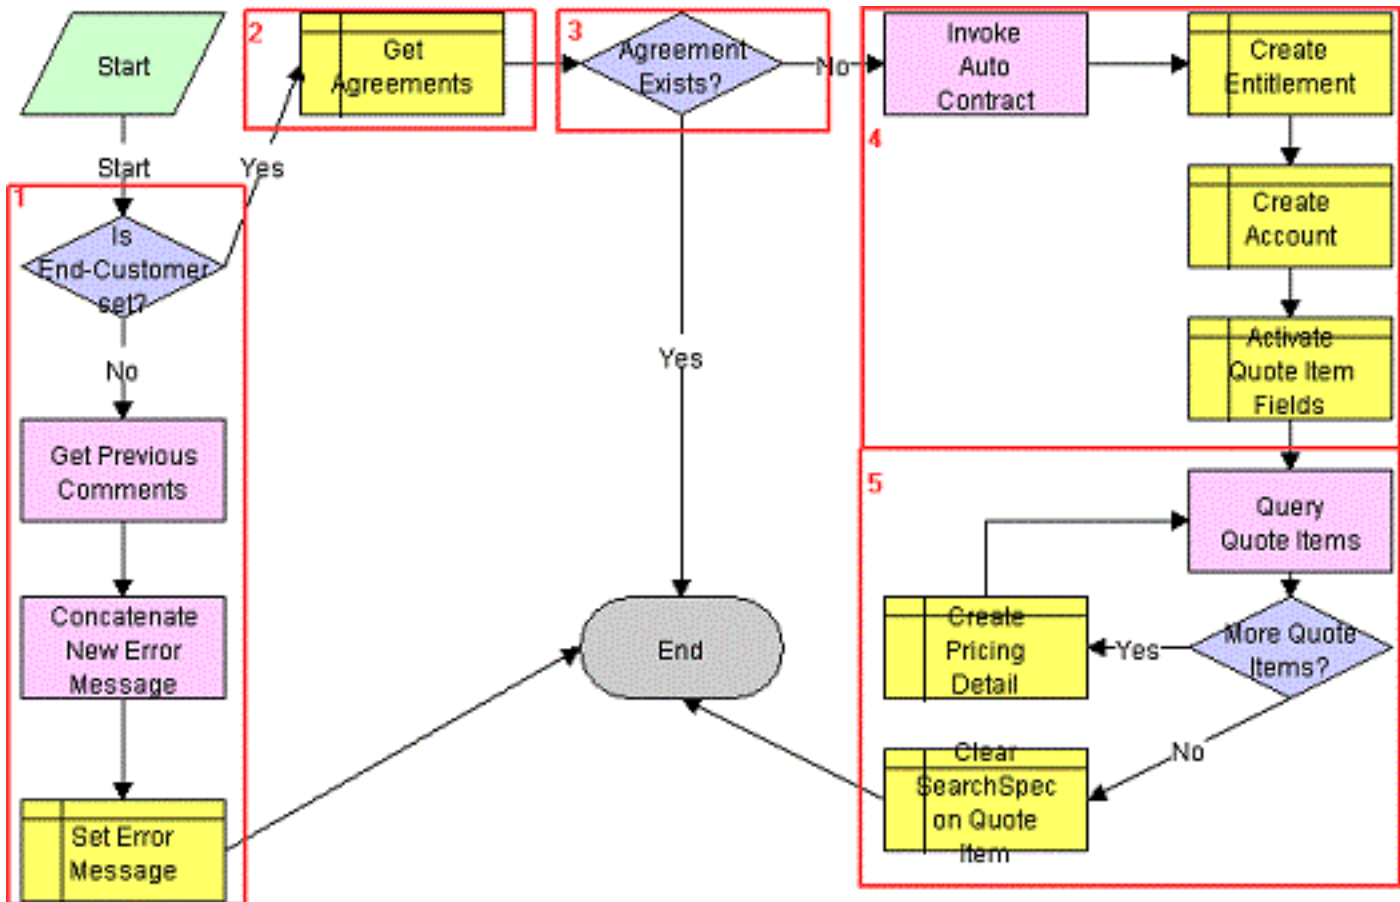 Start
Start
1
Is
End-Customer
set?
No
Get Previous
Comments
Concatenate
New Error
Message
Set Error
Message
Yes
2
Get
Agreements
3
Agreement
Exists?
No
Yes
End
4
Invoke
Auto
Contract
Create
Entitlement
Create
Account
Activate
Quote Item
Fields
5
Query
Quote Items
More Quote
Items?
Yes
Create
Pricing
Detail
No
Clear
SearchSpec
on Quote
Item